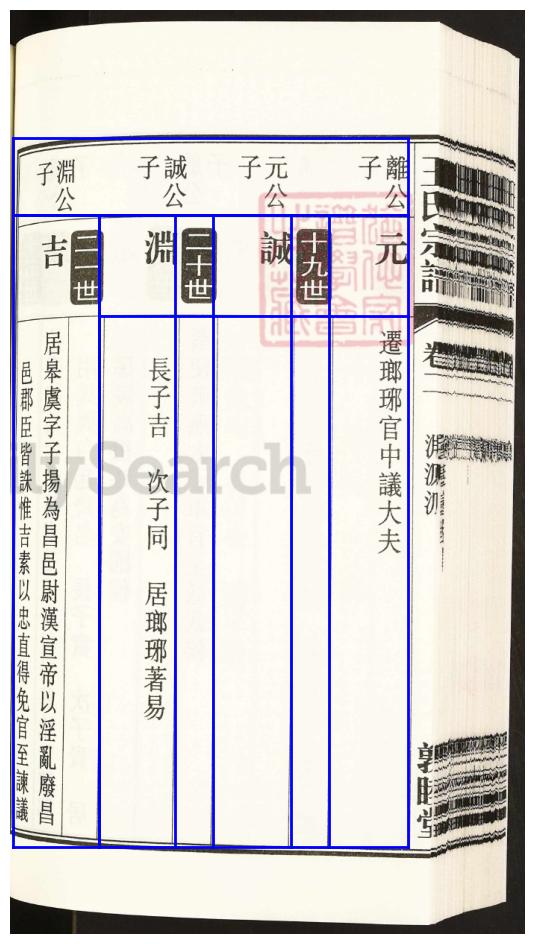 王氏宗譜
卷一
敦睦堂
離公子
元
遷瑯琊官中議大夫
十九世
元公子
誠
二十世
誠公子
淵
長子吉 次子同 居瑯琊著易
二一世
淵公子
吉
居皋虞字子揚為昌邑尉漢宣帝以淫亂廢昌
邑郡臣皆誅惟吉素以忠直得免官至諫議
lySearch